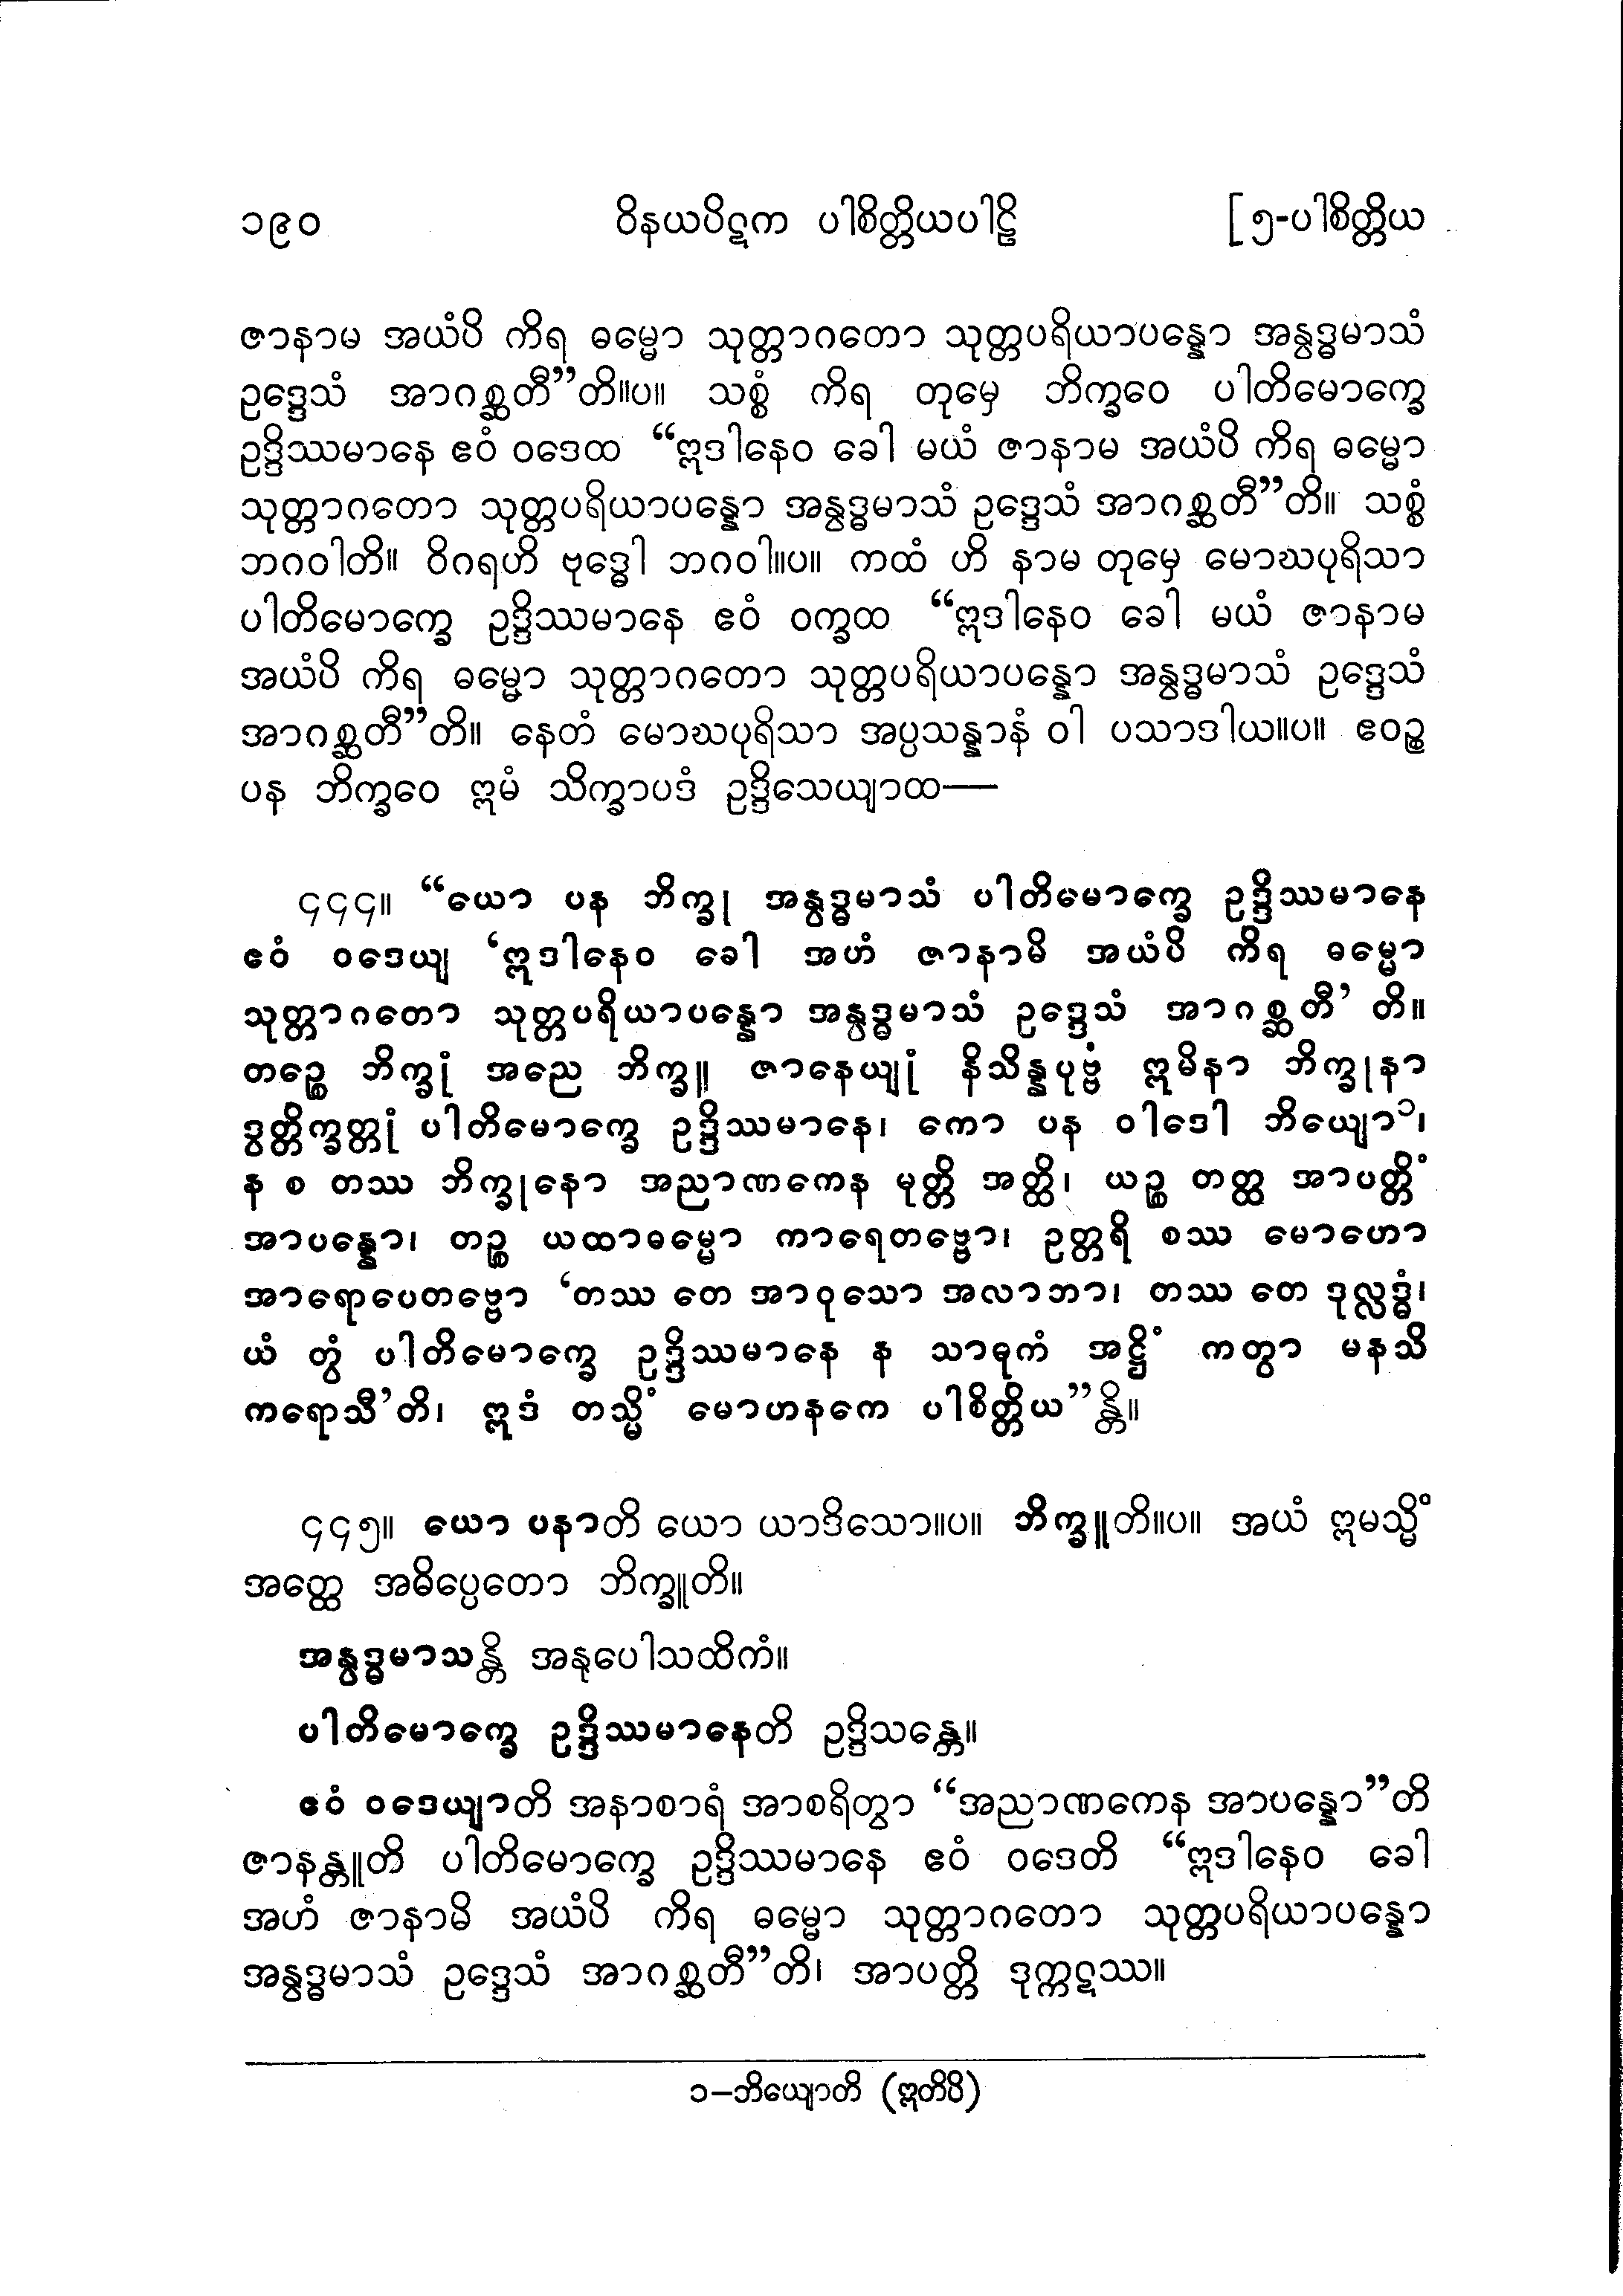 ၁၉၀ ဝိနယပိဋက ပါစိတ္တိယပါဠိ [ ၅-ပါစိတ္တိယ
ဇာနာမ အယံပိ ကိရ ဓမ္မော သုတ္တာဂတော သုတ္တပရိယာပန္နော အနွဒ္ဓမာသံ
ဥဒ္ဒေသံ အာဂစ္ဆတီ”တိ။ပ။ သစ္စံ ကိရ တုမှေ ဘိက္ခဝေ ပါတိမောက္ခေ
ဥဒ္ဒိဿမာနေ ဧဝံ ဝဒေထ “ဣဒါနေဝ ခေါ မယံ ဇာနာမ အယံပိ ကိရ ဓမ္မော
သုတ္တာဂတော သုတ္တပရိယာပန္နော အနွဒ္ဓမာသံ ဥဒ္ဒေသံ အာဂစ္ဆတီ”တိ။ သစ္စံ
ဘဂဝါတိ။ ဝိဂရဟိ ဗုဒ္ဓေါ ဘဂဝါ။ပ။ ကထံ ဟိ နာမ တုမှေ မောဃပုရိသာ
ပါတိမောက္ခေ ဥဒ္ဒိဿမာနေ ဧဝံ ဝက္ခထ “ဣဒါနေဝ ခေါ မယံ ဇာနာမ
အယံပိ ကိရ ဓမ္မော သုတ္တာဂတော သုတ္တပရိယာပန္နော အနွဒ္ဓမာသံ ဥဒ္ဒေသံ
အာဂစ္ဆတီ”တိ။ နေတံ မောဃပုရိသာ အပ္ပသန္နာနံ ဝါ ပသာဒါယ။ပ။ ဧဝဉ္စ
ပန ဘိက္ခဝေ ဣမံ သိက္ခာပဒံ ဥဒ္ဒိသေယျာထ—
၄၄၄။ “ယော ပန ဘိက္ခု အနွဒ္ဓမာသံ ပါတိမောက္ခေ ဥဒ္ဒိဿမာနေ
ဧဝံ ဝဒေယျ ‘ဣဒါနေဝ ခေါ အဟံ ဇာနာမိ အယံပိ ကိရ ဓမ္မော
သုတ္တာဂတော သုတ္တပရိယာပန္နော အနွဒ္ဓမာသံ ဥဒ္ဒေသံ အာဂစ္ဆတီ’ တိ။
တဉ္စေ ဘိက္ခုံ အညေ ဘိက္ခူ ဇာနေယျုံ နိသိန္နပုဗ္ဗံ ဣမိနာ ဘိက္ခုနာ
ဒွတ္တိက္ခတ္တုံ ပါတိမောက္ခေ ဥဒ္ဒိဿမာနေ၊ ကော ပန ဝါဒေါ ဘိယျော၁၊
န စ တဿ ဘိက္ခုနော အညာဏကေန မုတ္တိ အတ္ထိ၊ ယဉ္စ တတ္ထ အာပတ္တိံ
အာပန္နော၊ တဉ္စ ယထာဓမ္မော ကာရေတဗ္ဗော၊ ဥတ္တရိ စဿ မောဟော
အာရောပေတဗ္ဗော ‘တဿ တေ အာဝုသော အလာဘာ၊ တဿ တေ ဒုလ္လဒ္ဓံ၊
ယံ တွံ ပါတိမောက္ခေ ဥဒ္ဒိဿမာနေ န သာဓုကံ အဋ္ဌိံ ကတွာ မနသိ
ကရောသီ’တိ၊ ဣဒံ တသ္မိံ မောဟနကေ ပါစိတ္တိယ”န္တိ။
၄၄၅။ ယော ပနာတိ ယော ယာဒိသော။ပ။ ဘိက္ခူတိ။ပ။ အယံ ဣမသ္မိံ
အတ္ထေ အဓိပ္ပေတော ဘိက္ခူတိ။
အနွဒ္ဓမာသန္တိ အနုပေါသထိကံ။
ပါတိမောက္ခေ ဥဒ္ဒိဿမာနေတိ ဥဒ္ဒိသန္တေ။
ဧဝံ ဝဒေယျာတိ အနာစာရံ အာစရိတွာ “အညာဏကေန အာပန္နော”တိ
ဇာနန္တူတိ ပါတိမောက္ခေ ဥဒ္ဒိဿမာနေ ဧဝံ ဝဒေတိ “ဣဒါနေဝ ခေါ
အဟံ ဇာနာမိ အယံပိ ကိရ ဓမ္မော သုတ္တာဂတော သုတ္တပရိယာပန္နော
အနွဒ္ဓမာသံ ဥဒ္ဒေသံ အာဂစ္ဆတီ”တိ၊ အာပတ္တိ ဒုက္ကဋဿ။
၁–ဘိယျောတိ (ဣတိပိ)